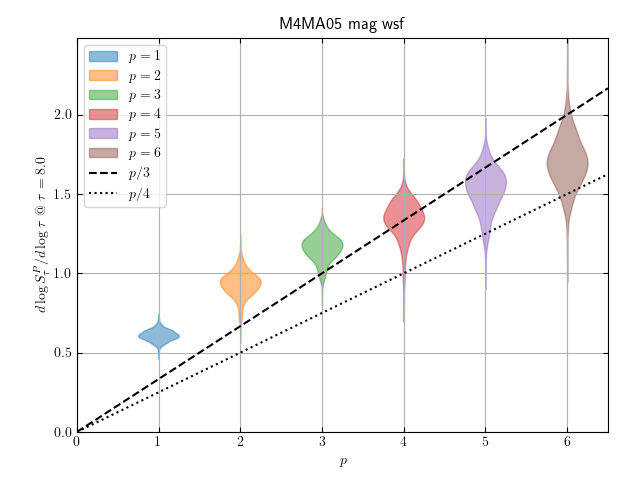 M4MA05 mag wsf
p = 1
p = 2
p = 3
p = 4
p = 5
p = 6
p/3
p/4
d log S_τ^P / d log τ @ τ = 8.0
2.0
1.5
1.0
0.5
0.0
0 1 2 3 4 5 6
p